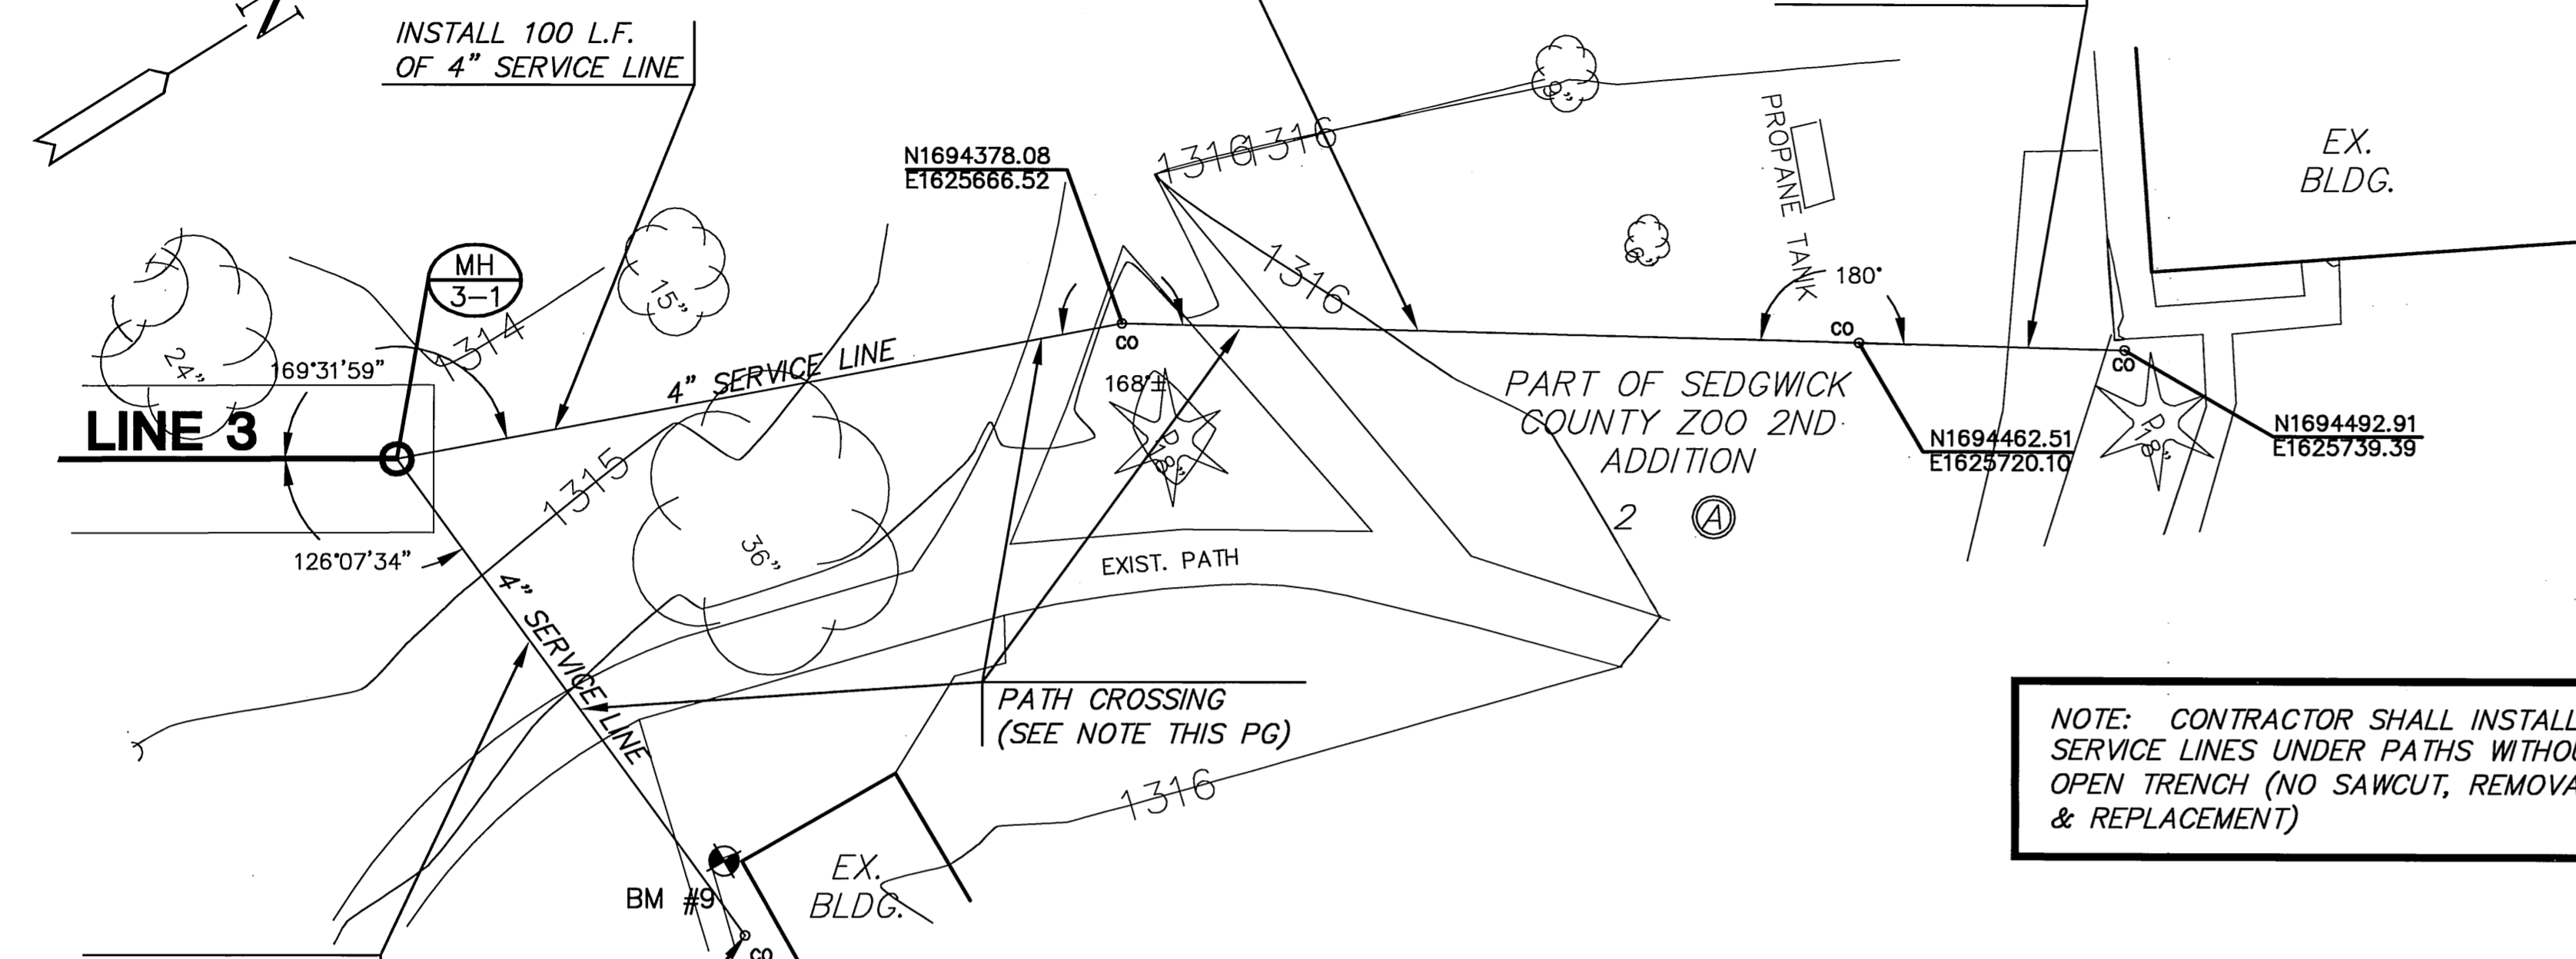 N
INSTALL 100 L.F.
OF 4" SERVICE LINE
N1694378.08
E1625666.52
1316
1316
9"
PROPANE TANK
EX.
BLDG.
MH
3-1
15"
24"
1314
169°31'59"
LINE 3
4" SERVICE LINE
CO
168°±
1316
180°
CO
CO
PART OF SEDGWICK
COUNTY ZOO 2ND
ADDITION
2 A
N1694462.51
E1625720.10
N1694492.91
E1625739.39
1315
36"
126°07'34"
4" SERVICE LINE
EXIST. PATH
PATH CROSSING
(SEE NOTE THIS PG)
1316
BM #9
EX.
BLDG.
CO
NOTE: CONTRACTOR SHALL INSTALL
SERVICE LINES UNDER PATHS WITHOU
OPEN TRENCH (NO SAWCUT, REMOVA
& REPLACEMENT)